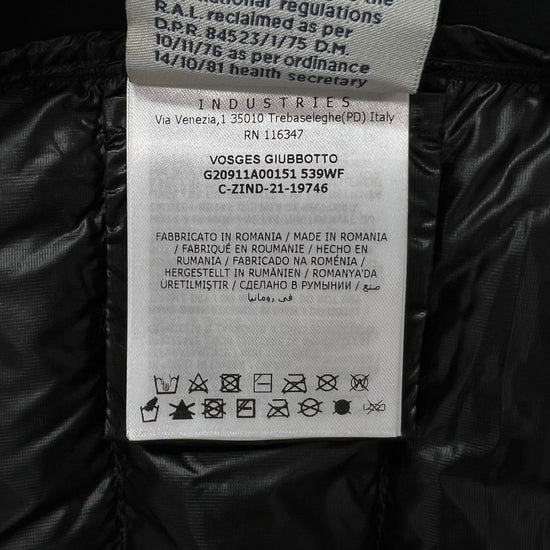 national regulations
R.A.L. reclaimed as per
D.P.R. 84523/1/75 D.M.
10/11/76 as per ordinance
14/10/81 health secretary
INDUSTRIES
Via Venezia,1 35010 Trebaseleghe(PD) Italy
RN 116347
VOSGES GIUBBOTTO
G20911A00151 539WF
C-ZIND-21-19746
FABBRICATO IN ROMANIA / MADE IN ROMANIA
/ FABRIQUÉ EN ROUMANIE / HECHO EN
RUMANIA / FABRICADO NA ROMÉNIA /
HERGESTELLT IN RUMÄNIEN / ROMANYA'DA
ÜRETILMIŞTIR / СДЕЛАНО В РУМЫНИИ / صنع
في رومانيا